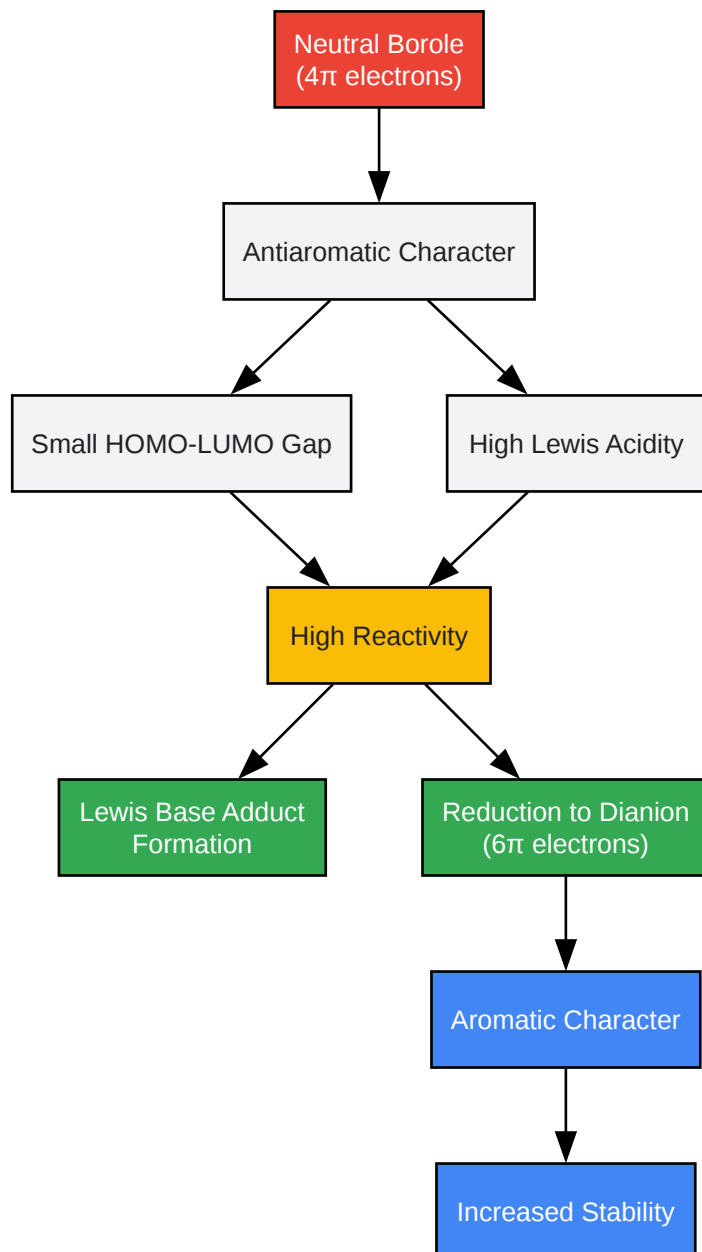 Neutral Borole
(4π electrons)
Antiaromatic Character
Small HOMO-LUMO Gap
High Lewis Acidity
High Reactivity
Lewis Base Adduct
Formation
Reduction to Dianion
(6π electrons)
Aromatic Character
Increased Stability